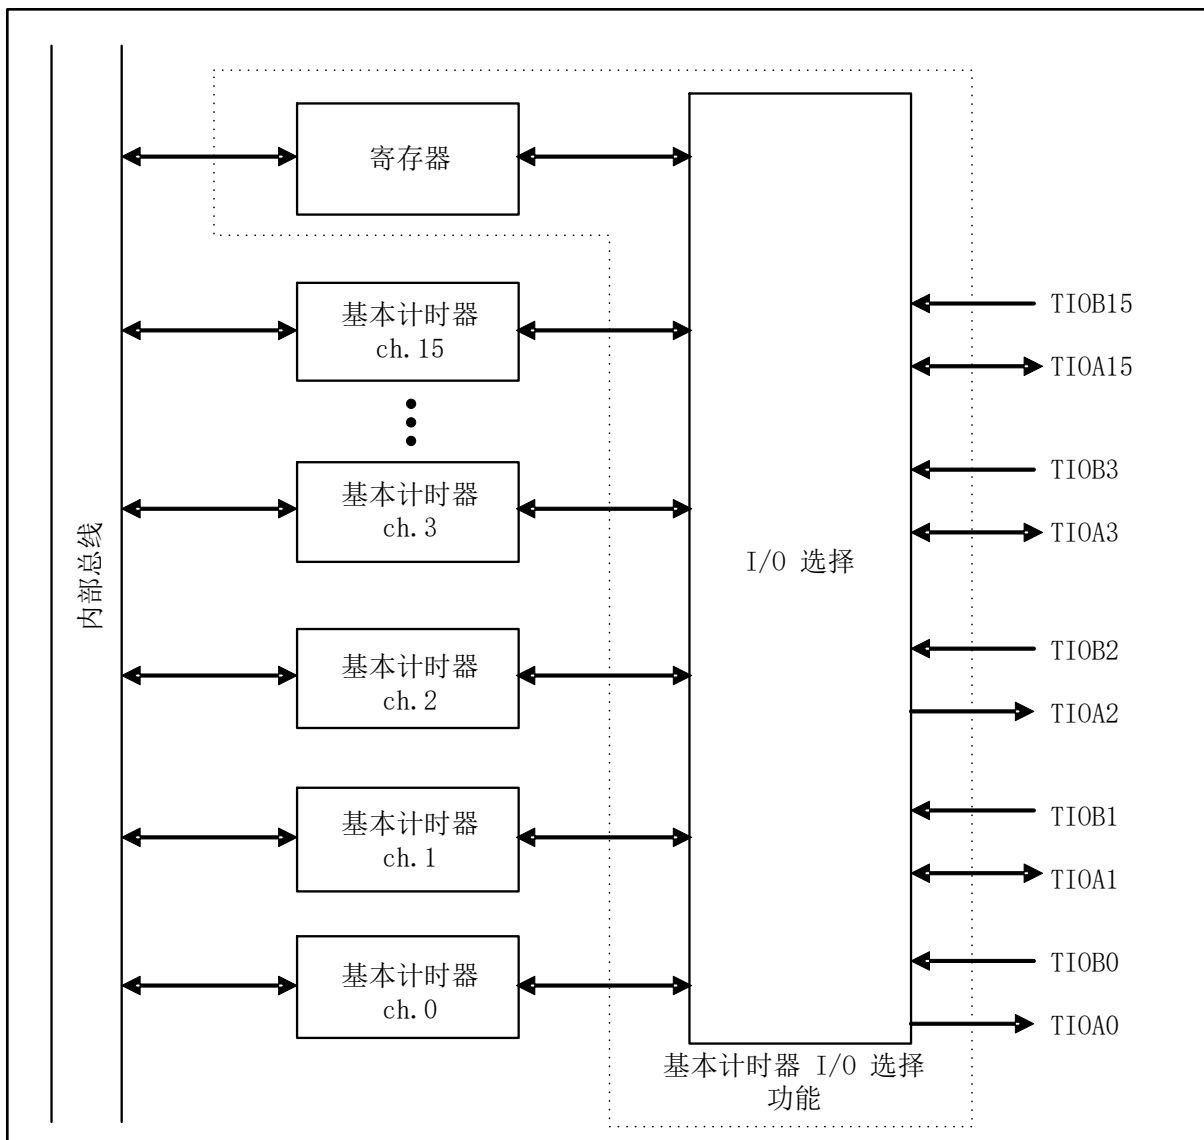 寄存器
基本计时器
ch.15
基本计时器
ch.3
基本计时器
ch.2
基本计时器
ch.1
基本计时器
ch.0
内部总线
I/O 选择
TIOB15
TIOA15
TIOB3
TIOA3
TIOB2
TIOA2
TIOB1
TIOA1
TIOB0
TIOA0
基本计时器 I/O 选择
功能